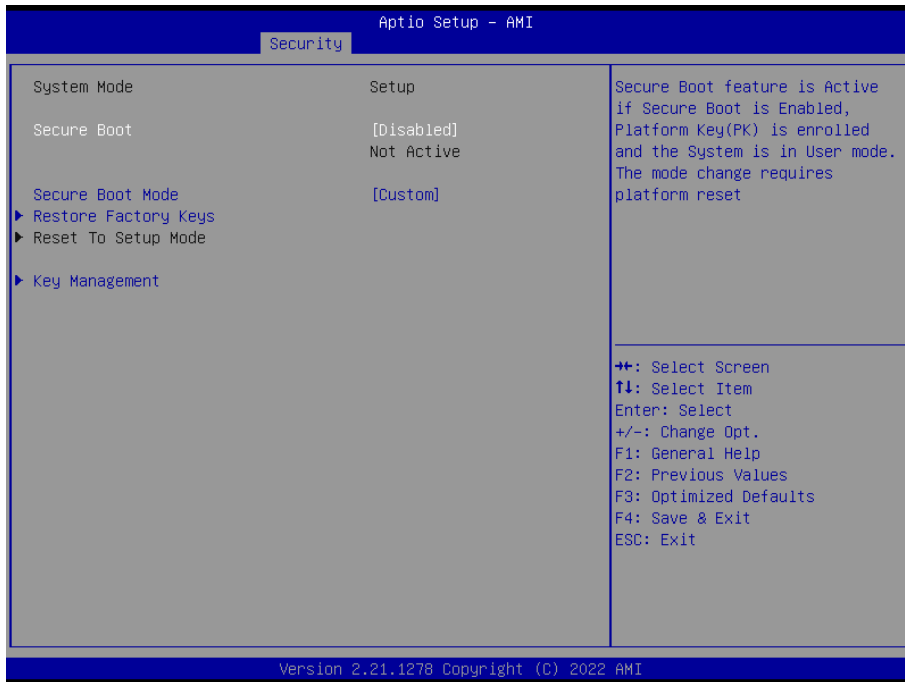 Aptio Setup – AMI
Security
System Mode Setup
Secure Boot [Disabled]
Not Active
Secure Boot Mode [Custom]
▶ Restore Factory Keys
▶ Reset To Setup Mode
▶ Key Management
Secure Boot feature is Active
if Secure Boot is Enabled,
Platform Key(PK) is enrolled
and the System is in User mode.
The mode change requires
platform reset
→←: Select Screen
↑↓: Select Item
Enter: Select
+/-: Change Opt.
F1: General Help
F2: Previous Values
F3: Optimized Defaults
F4: Save & Exit
ESC: Exit
Version 2.21.1278 Copyright (C) 2022 AMI